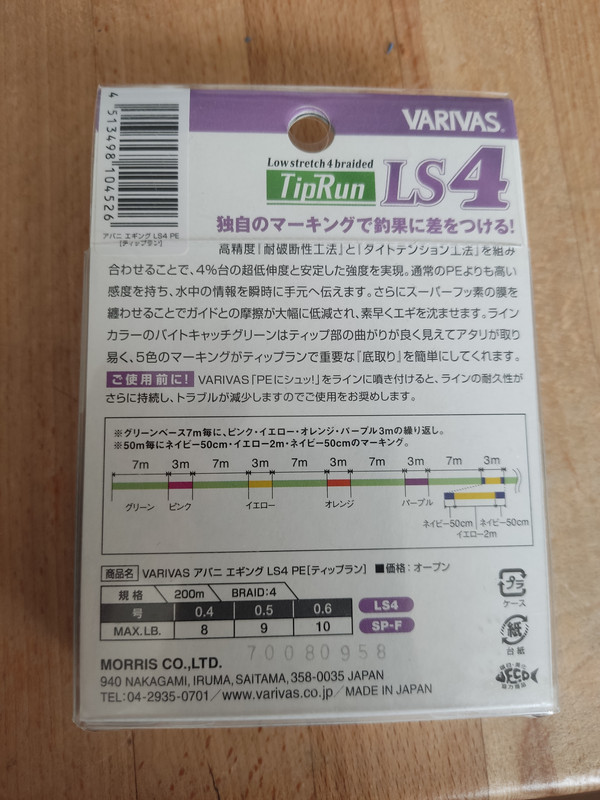 4 513498 104526
アバニ エギング LS4 PE
[ティップラン]
VARIVAS®
Low stretch 4 braided
TipRun LS4
独自のマーキングで釣果に差をつける!
高精度「耐破断性工法」と「タイトテンション工法」を組み
合わせることで、4%台の超低伸度と安定した強度を実現。通常のPEよりも高い
感度を持ち、水中の情報を瞬時に手元へ伝えます。さらにスーパーフッ素の膜を
纏わせることでガイドとの摩擦が大幅に低減され、素早くエギを沈ませます。ライン
カラーのバイトキャッチグリーンはティップ部の曲がりが良く見えてアタリが取り
易く、5色のマーキングがティップランで重要な『底取り』を簡単にしてくれます。
ご使用前に! VARIVAS「PEにシュッ!」をラインに噴き付けると、ラインの耐久性が
さらに持続し、トラブルが減少しますのでご使用をお奨めします。
※グリーンベース7m毎に、ピンク・イエロー・オレンジ・パープル3mの繰り返し。
※50m毎にネイビー50cm・イエロー2m・ネイビー50cmのマーキング。
7m 3m 7m 3m 7m 3m 7m 3m 7m 3m
グリーン ピンク イエロー オレンジ パープル
ネイビー50cm ネイビー50cm
イエロー2m
商品名 VARIVAS アバニ エギング LS4 PE[ティップラン] ■価格:オープン
規格 200m BRAID:4
号 0.4 0.5 0.6 LS4
MAX.LB. 8 9 10 SP-F
70080958
プラ
ケース
紙
台紙
MORRIS CO.,LTD.
940 NAKAGAMI, IRUMA, SAITAMA, 358-0035 JAPAN
TEL:04-2935-0701/www.varivas.co.jp/MADE IN JAPAN